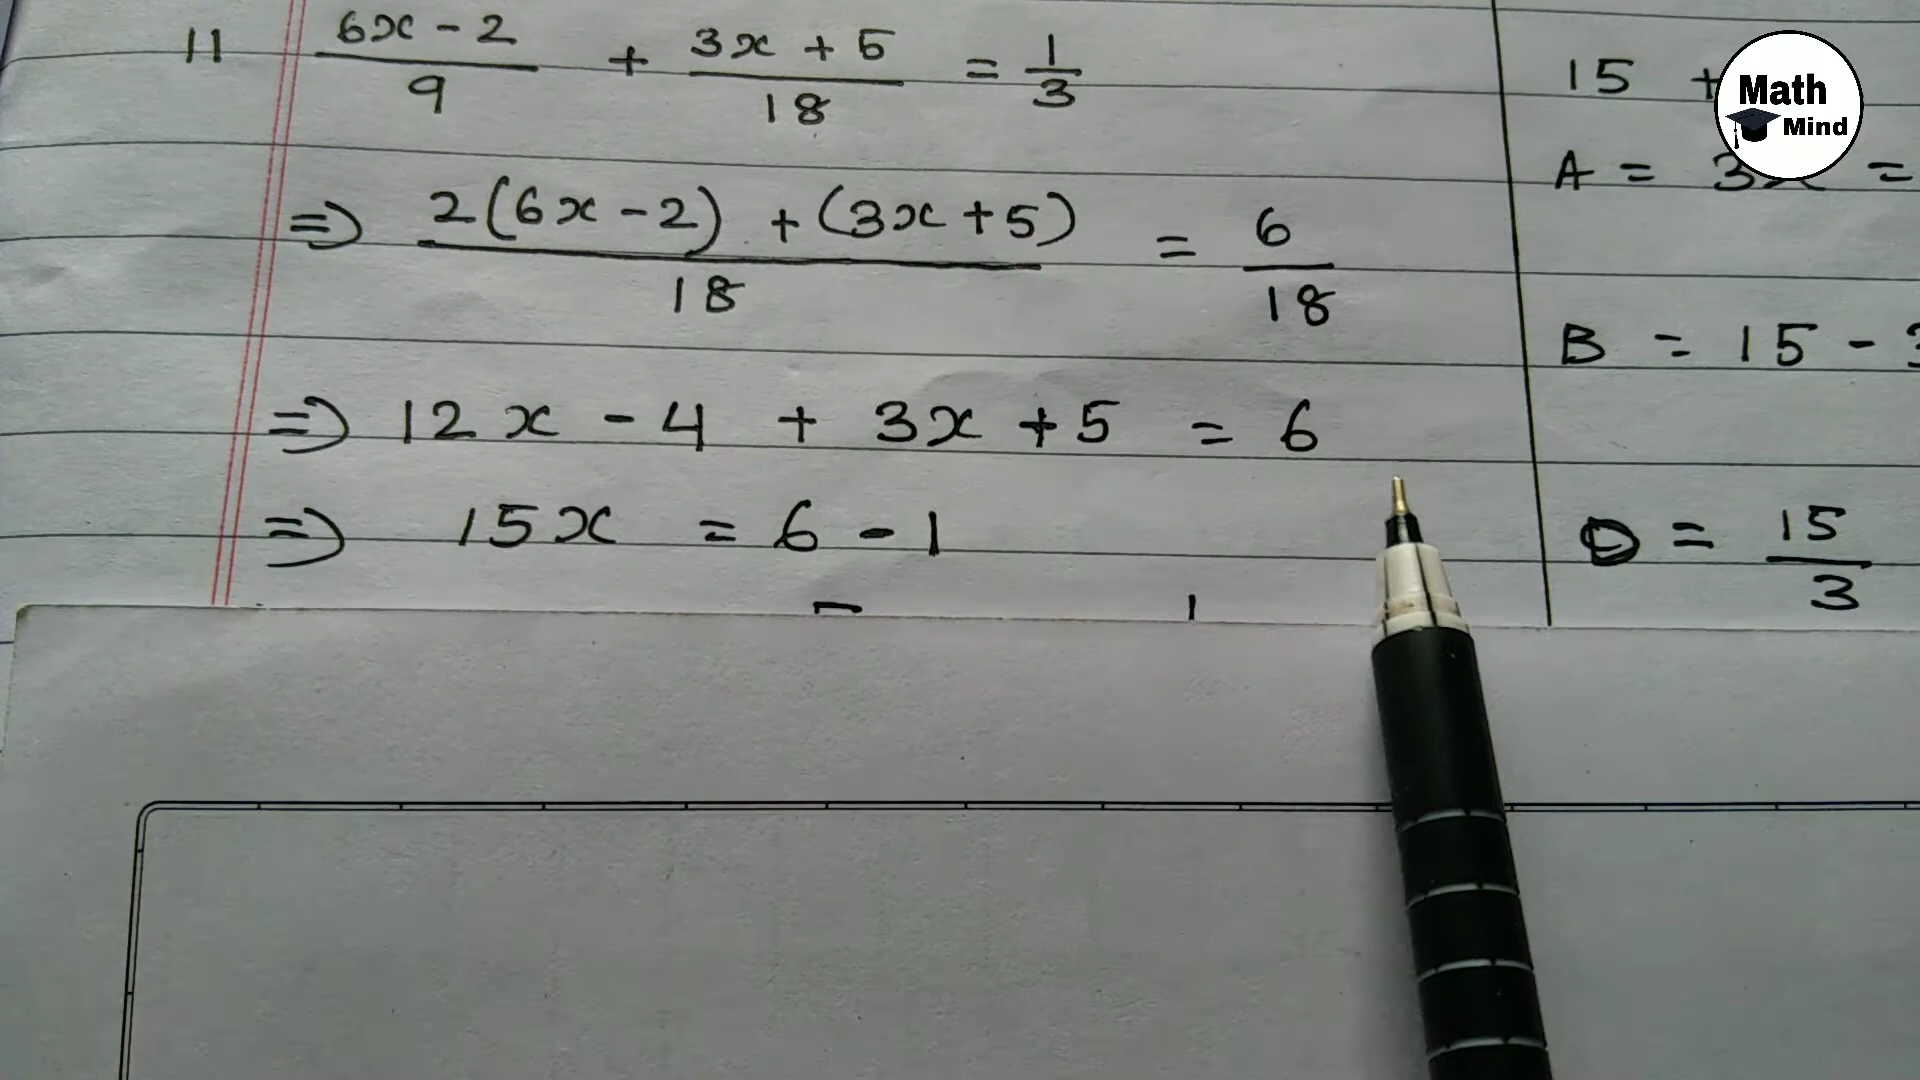 11 (6x - 2)/9 + (3x + 5)/18 = 1/3
=> (2(6x - 2) + (3x + 5))/18 = 6/18
=> 12x - 4 + 3x + 5 = 6
=> 15x = 6 - 1
15 +
A = 3x =
B = 15 -
= 15/3
Math
Mind